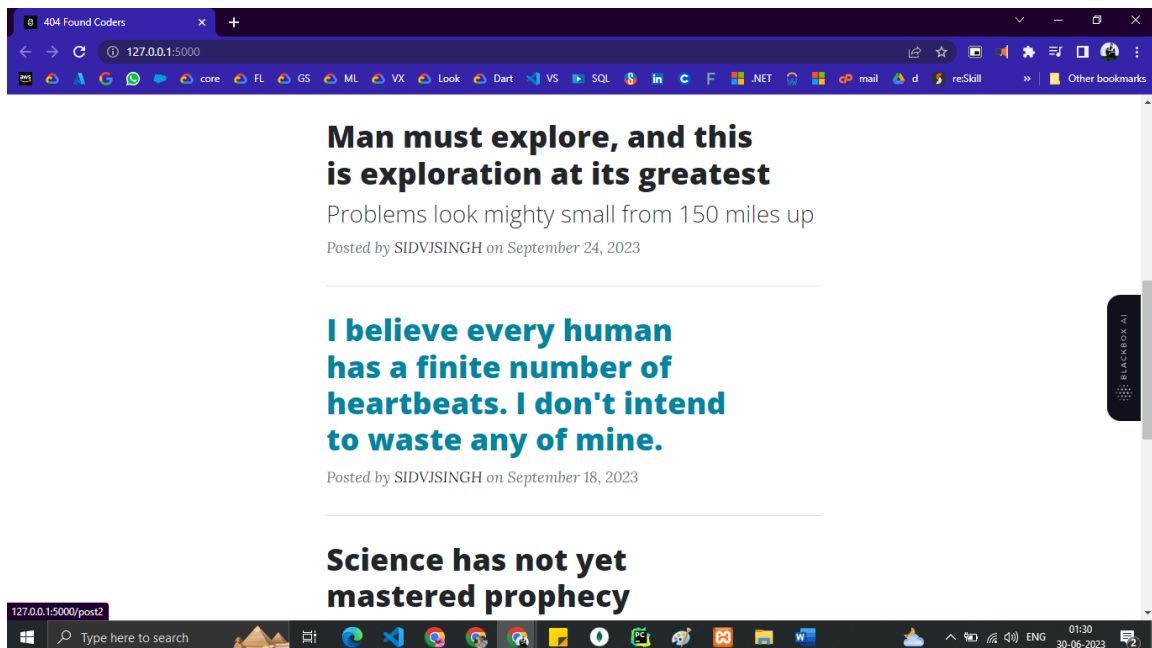 404 Found Coders
127.0.0.1:5000
aws core FL GS ML VX Look Dart VS SQL in C F .NET cP mail d re:Skill » Other bookmarks
Man must explore, and this
is exploration at its greatest
Problems look mighty small from 150 miles up
Posted by SIDVJSINGH on September 24, 2023
I believe every human
has a finite number of
heartbeats. I don't intend
to waste any of mine.
Posted by SIDVJSINGH on September 18, 2023
BLACKBOX AI
Science has not yet
mastered prophecy
127.0.0.1:5000/post2
Type here to search
PC
W
ENG
01:30
30-06-2023
2